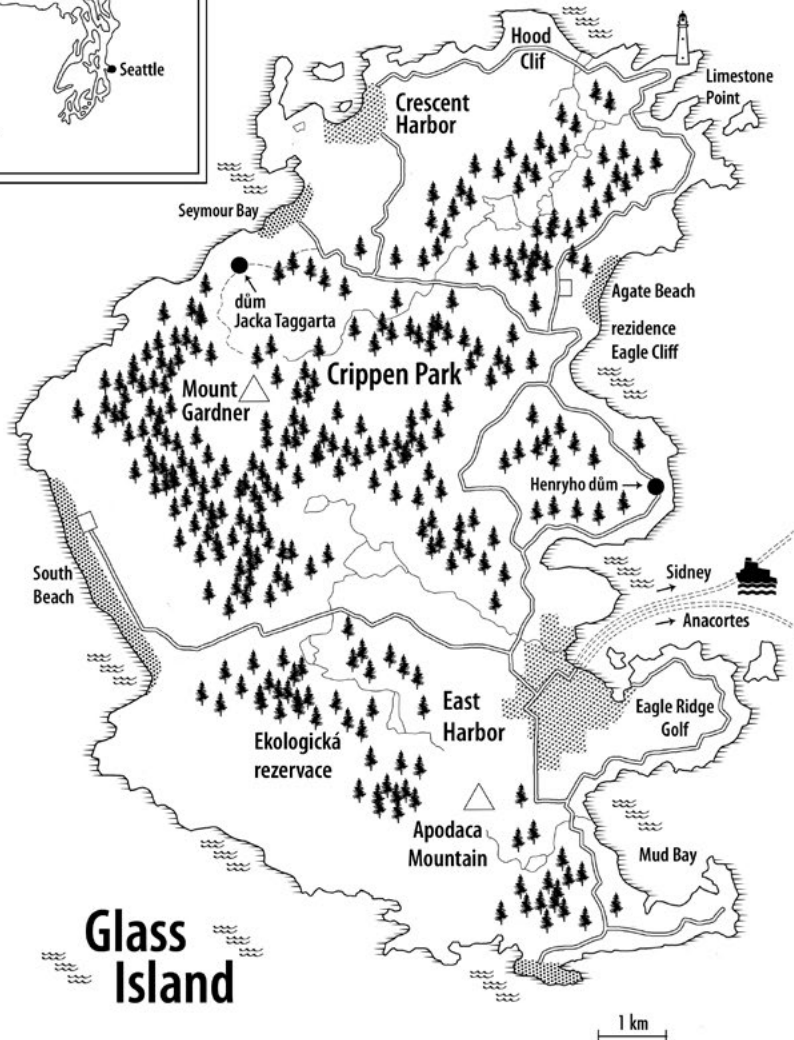 Seattle
Hood
Clif
Limestone
Point
Crescent
Harbor
Seymour Bay
dům
Jacka Taggarta
Agate Beach
rezidence
Eagle Cliff
Mount
Gardner
Crippen Park
Henryho dům
South
Beach
Sidney
Anacortes
East
Harbor
Eagle Ridge
Golf
Ekologická
rezervace
Apodaca
Mountain
Mud Bay
Glass
Island
1 km